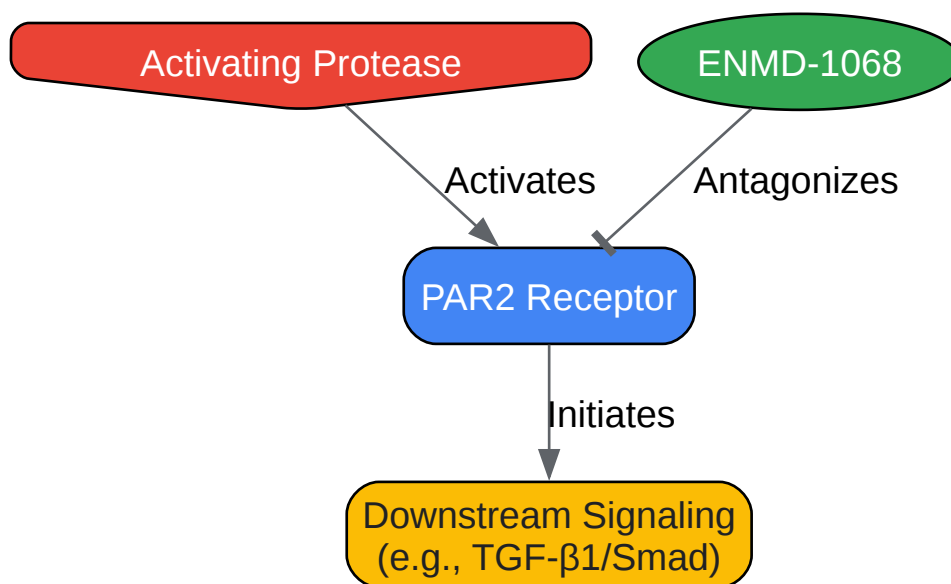 Activating Protease
ENMD-1068
Activates
Antagonizes
PAR2 Receptor
Initiates
Downstream Signaling
(e.g., TGF-β1/Smad)